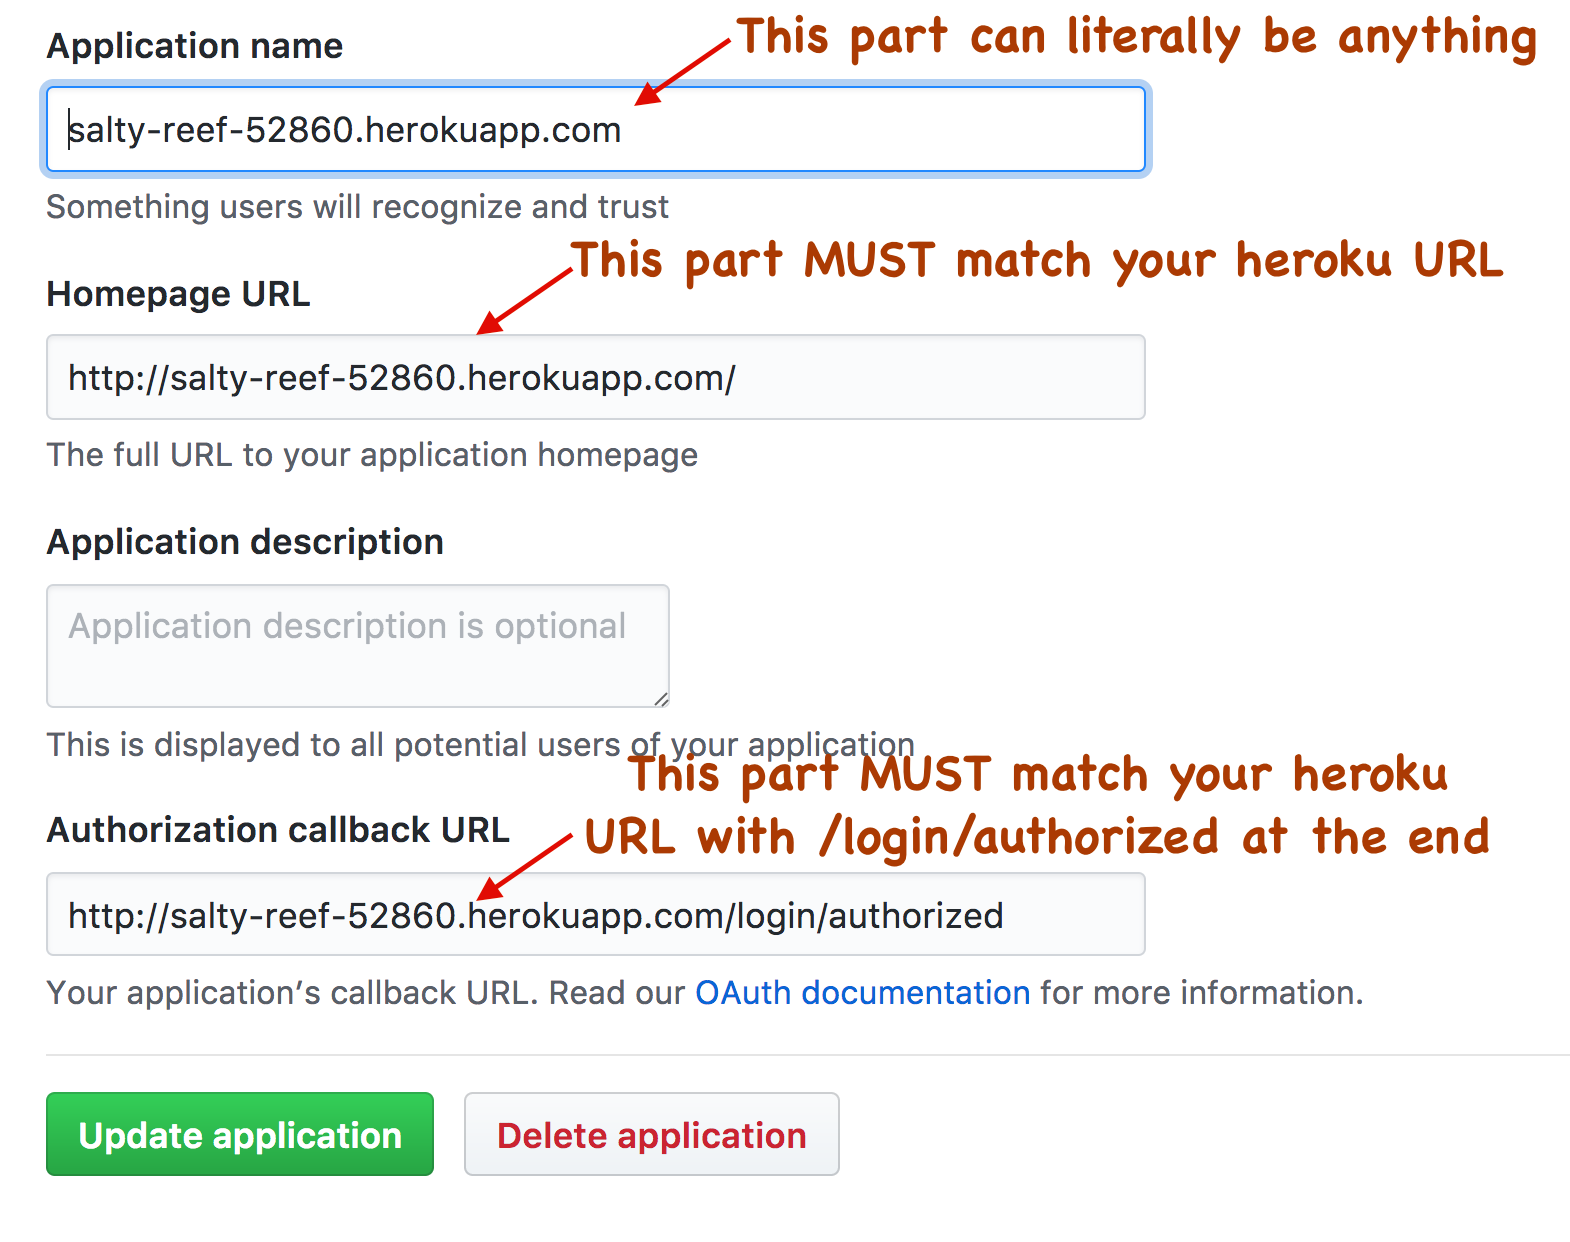 Application name
This part can literally be anything
salty-reef-52860.herokuapp.com
Something users will recognize and trust
This part MUST match your heroku URL
Homepage URL
http://salty-reef-52860.herokuapp.com/
The full URL to your application homepage
Application description
Application description is optional
This is displayed to all potential users of your application
This part MUST match your heroku
URL with /login/authorized at the end
Authorization callback URL
http://salty-reef-52860.herokuapp.com/login/authorized
Your application’s callback URL. Read our OAuth documentation for more information.
Update application
Delete application